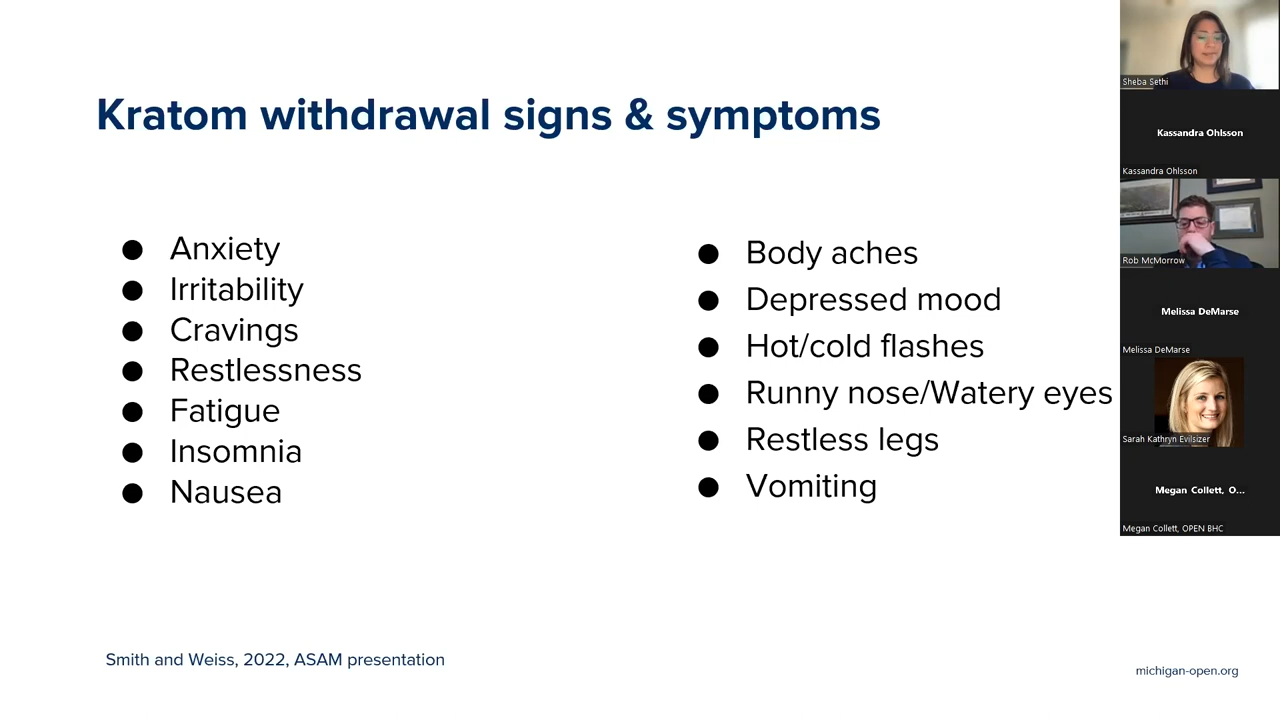 Kratom withdrawal signs & symptoms
● Anxiety
● Irritability
● Cravings
● Restlessness
● Fatigue
● Insomnia
● Nausea
● Body aches
● Depressed mood
● Hot/cold flashes
● Runny nose/Watery eyes
● Restless legs
● Vomiting
Smith and Weiss, 2022, ASAM presentation
michigan-open.org
Sheba Sethi
Kassandra Ohlsson
Kassandra Ohlsson
Rob McMorrow
Melissa DeMarse
Melissa DeMarse
Sarah Kathryn Evilsizer
Megan Collett, O...
Megan Collett, OPEN BHC